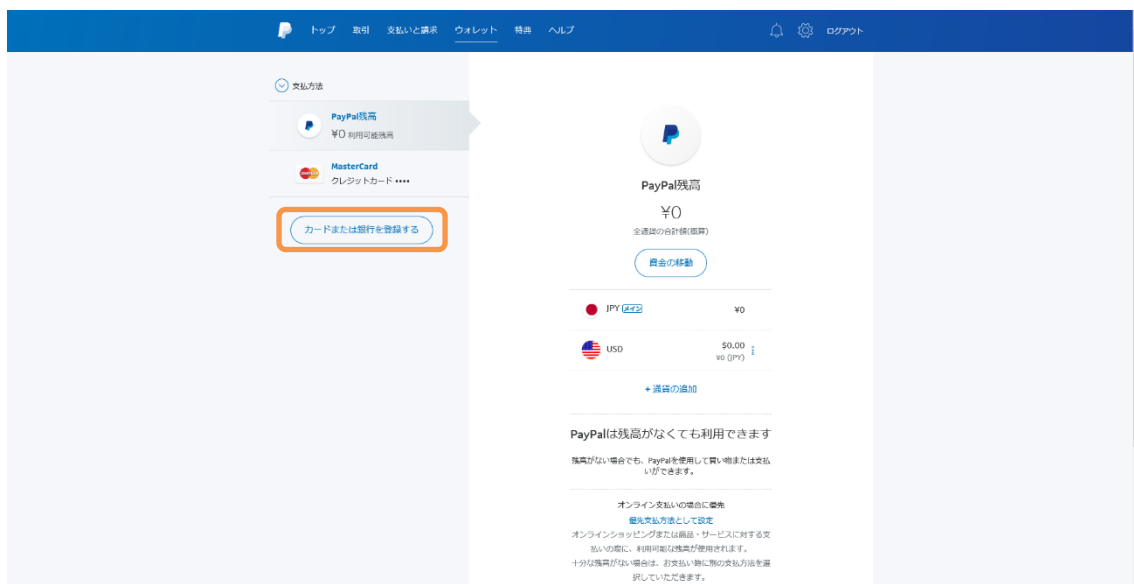 トップ 取引 支払いと請求 ウォレット 特典 ヘルプ ログアウト
支払方法
PayPal残高
¥0 利用可能残高
MasterCard
クレジットカード ••••
カードまたは銀行を登録する
PayPal残高
¥0
全通貨の合計額(概算)
資金の移動
JPY メイン ¥0
USD $0.00
¥0 (JPY)
+ 通貨の追加
PayPalは残高がなくても利用できます
残高がない場合でも、PayPalを使用して買い物または支払
いができます。
オンライン支払いの場合に優先
優先支払方法として設定
オンラインショッピングまたは商品・サービスに対する支
払いの際に、利用可能な残高が使用されます。
十分な残高がない場合は、お支払い時に別の支払方法を選
択していただきます。